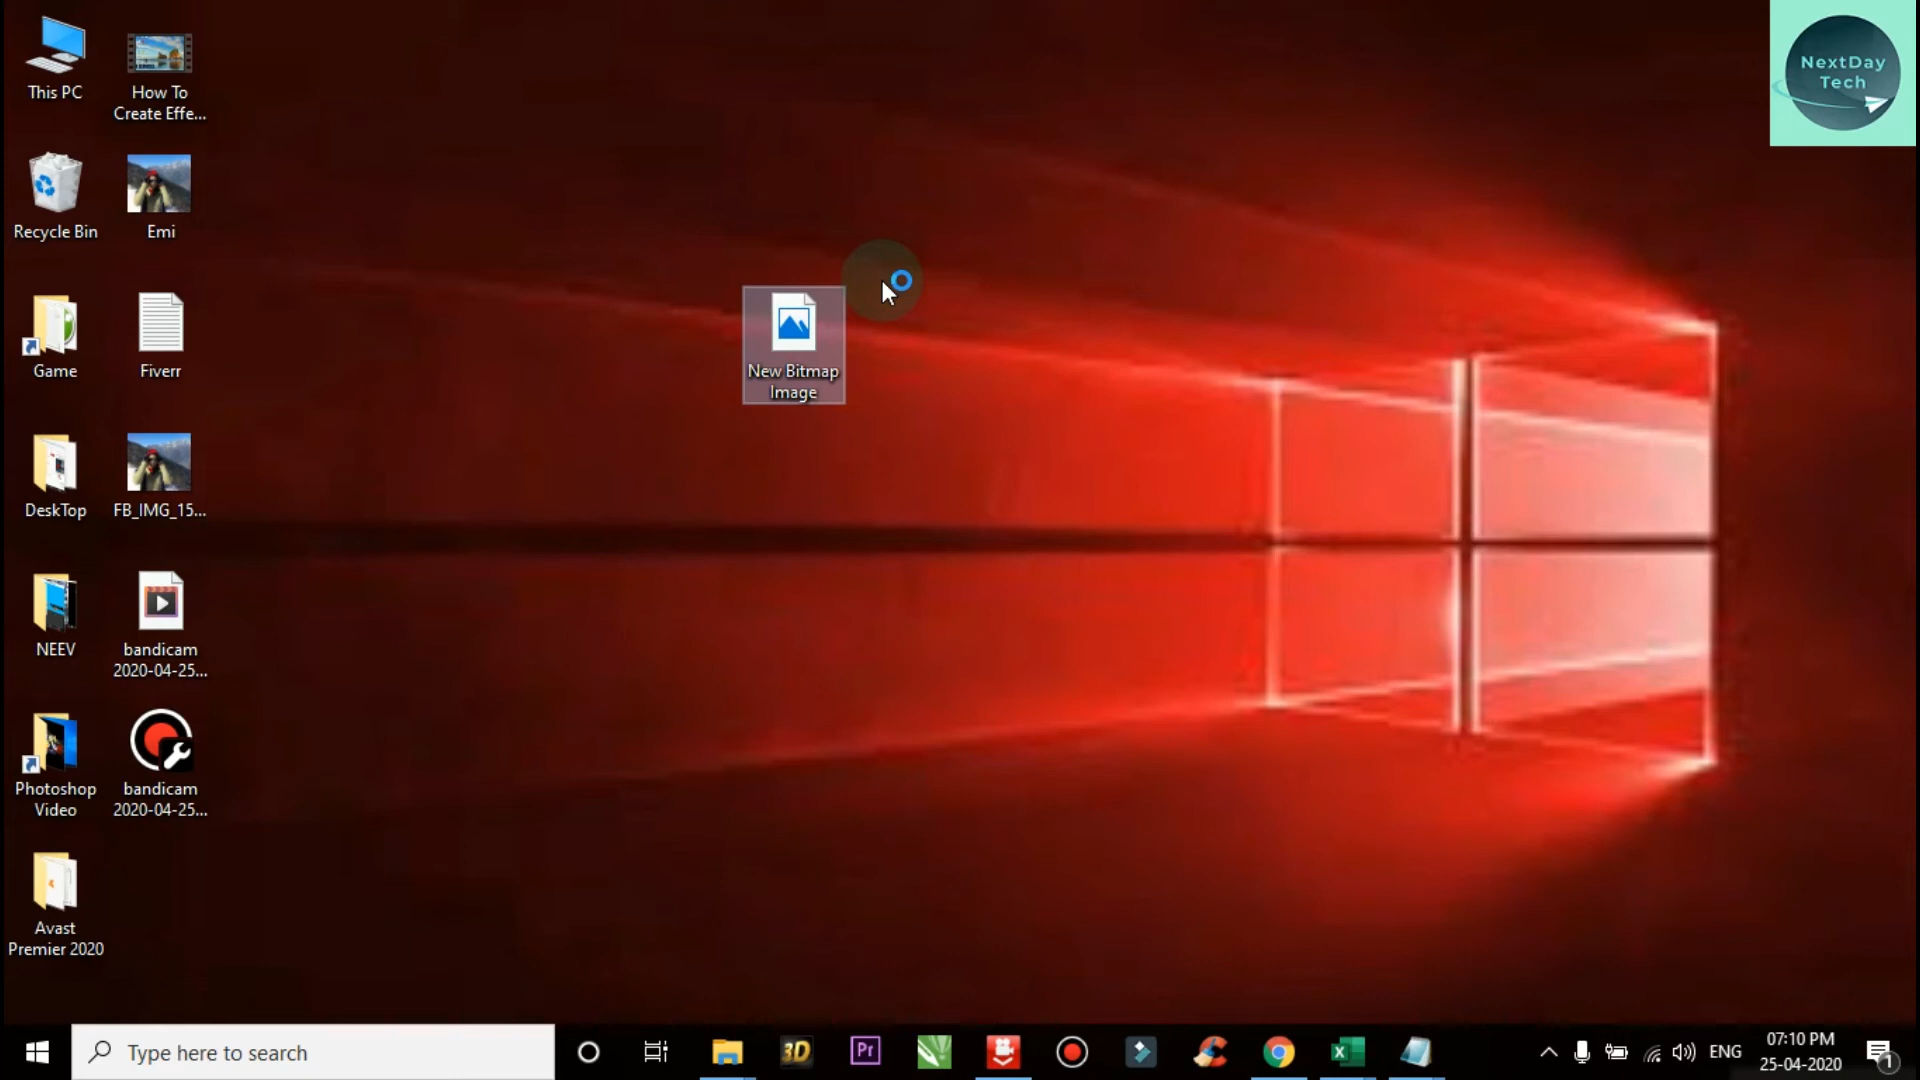 This PC
How To
Create Effe...
Recycle Bin
Emi
Game
Fiverr
DeskTop
FB_IMG_15...
NEEV
bandicam
2020-04-25...
Photoshop
Video
bandicam
2020-04-25...
Avast
Premier 2020
New Bitmap
Image
NextDay
Tech
Type here to search
3D
Pr
X
ENG
07:10 PM
25-04-2020
1